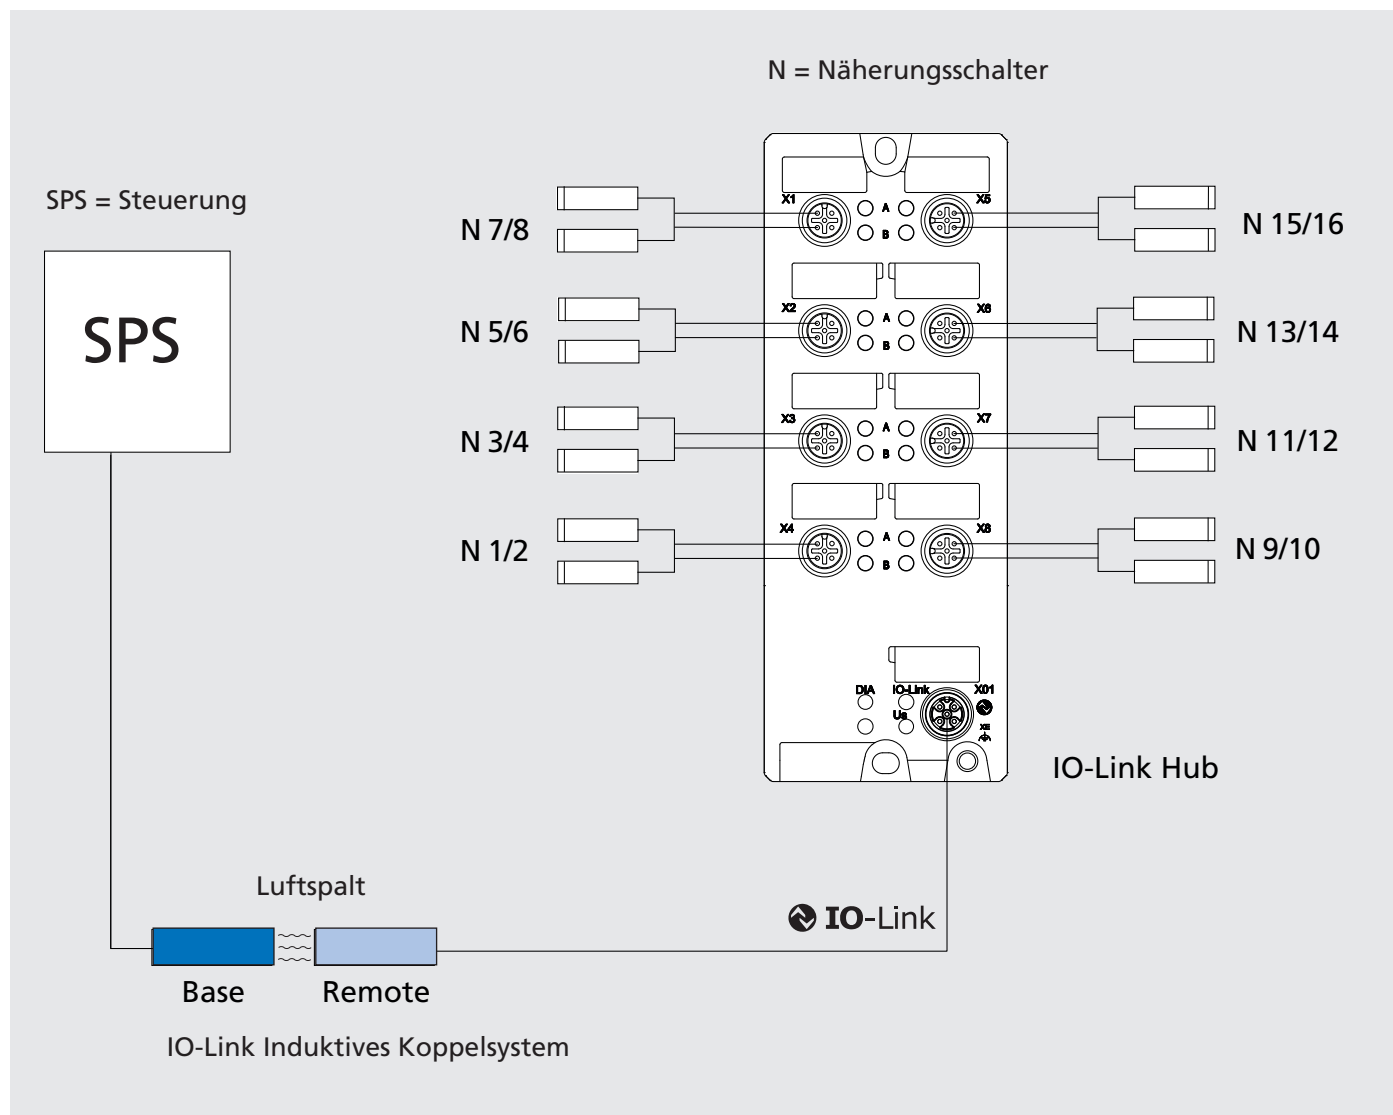 N = Näherungsschalter
SPS = Steuerung
SPS
N 7/8
X1
A
B
X5
N 15/16
N 5/6
X2
A
B
X6
N 13/14
N 3/4
X3
A
B
X7
N 11/12
N 1/2
X4
A
B
X8
N 9/10
DIA
IO-Link
X01
Us
XE
IO-Link Hub
Luftspalt
IO-Link
Base
Remote
IO-Link Induktives Koppelsystem